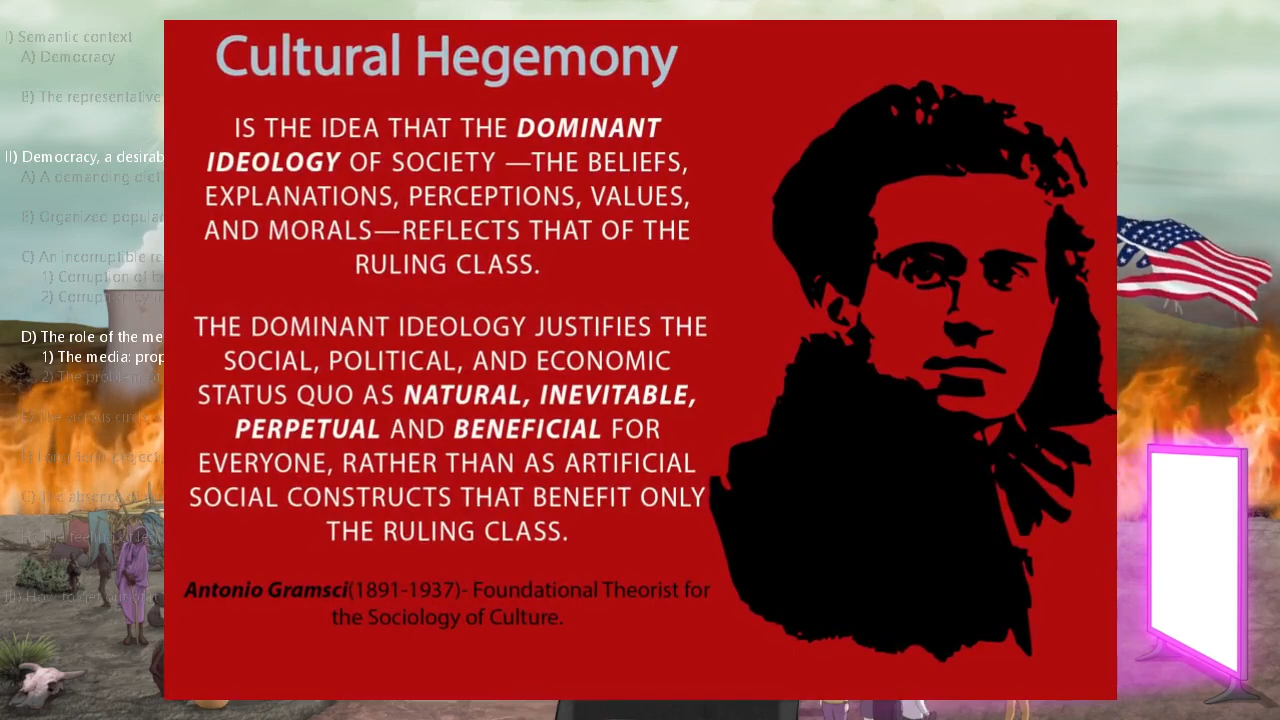 I) Semantic context
A) Democracy
B) The representative
II) Democracy, a desirab
A) A demanding
B) Organized
C) An incorruptible
1) Corruption of
2)
D) The role of the me
1) The media: prop
2) The
Cultural Hegemony
IS THE IDEA THAT THE DOMINANT
IDEOLOGY OF SOCIETY —THE BELIEFS,
EXPLANATIONS, PERCEPTIONS, VALUES,
AND MORALS—REFLECTS THAT OF THE
RULING CLASS.
THE DOMINANT IDEOLOGY JUSTIFIES THE
SOCIAL, POLITICAL, AND ECONOMIC
STATUS QUO AS NATURAL, INEVITABLE,
PERPETUAL AND BENEFICIAL FOR
EVERYONE, RATHER THAN AS ARTIFICIAL
SOCIAL CONSTRUCTS THAT BENEFIT ONLY
THE RULING CLASS.
Antonio Gramsci(1891-1937)- Foundational Theorist for
the Sociology of Culture.